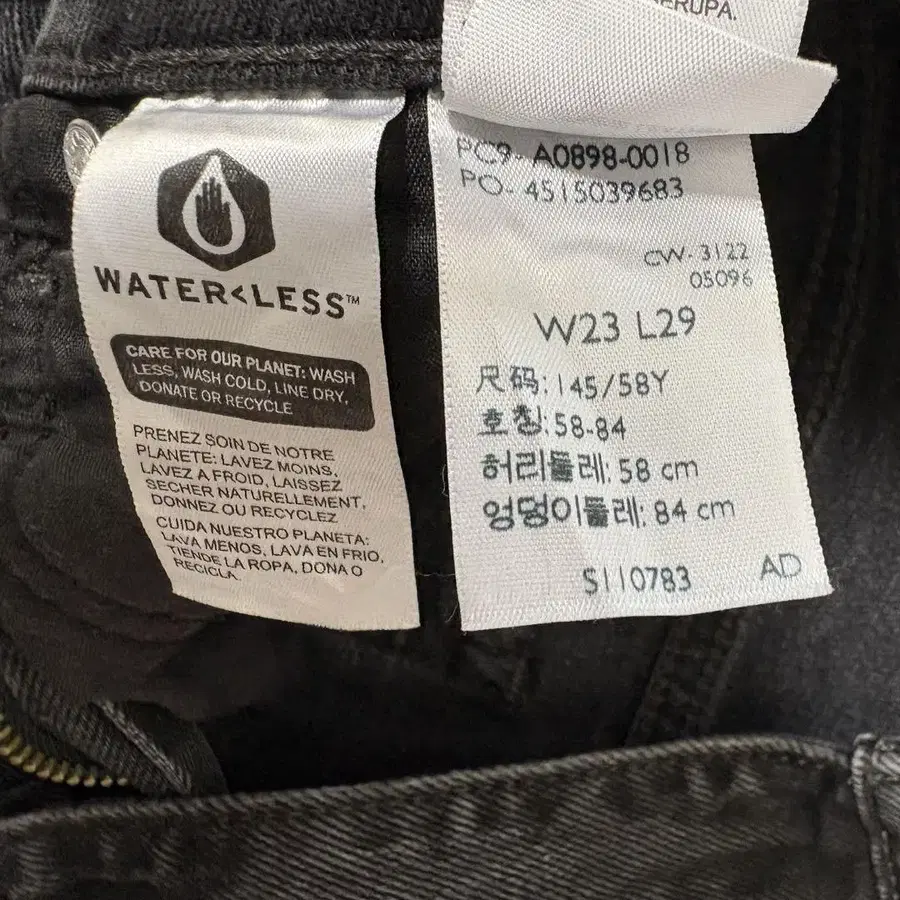 ERUPA.
WATER<LESS™
CARE FOR OUR PLANET: WASH
LESS, WASH COLD, LINE DRY,
DONATE OR RECYCLE
PRENEZ SOIN DE NOTRE
PLANETE: LAVEZ MOINS,
LAVEZ A FROID, LAISSEZ
SECHER NATURELLEMENT,
DONNEZ OU RECYCLEZ
CUIDA NUESTRO PLANETA:
LAVA MENOS, LAVA EN FRIO,
TIENDE LA ROPA, DONA O
RECICLA.
PC9- A0898-0018
PO- 4515039683
CW- 3122
05096
W23 L29
尺码:145/58Y
호칭:58-84
허리둘레: 58 cm
엉덩이둘레: 84 cm
S110783 AD